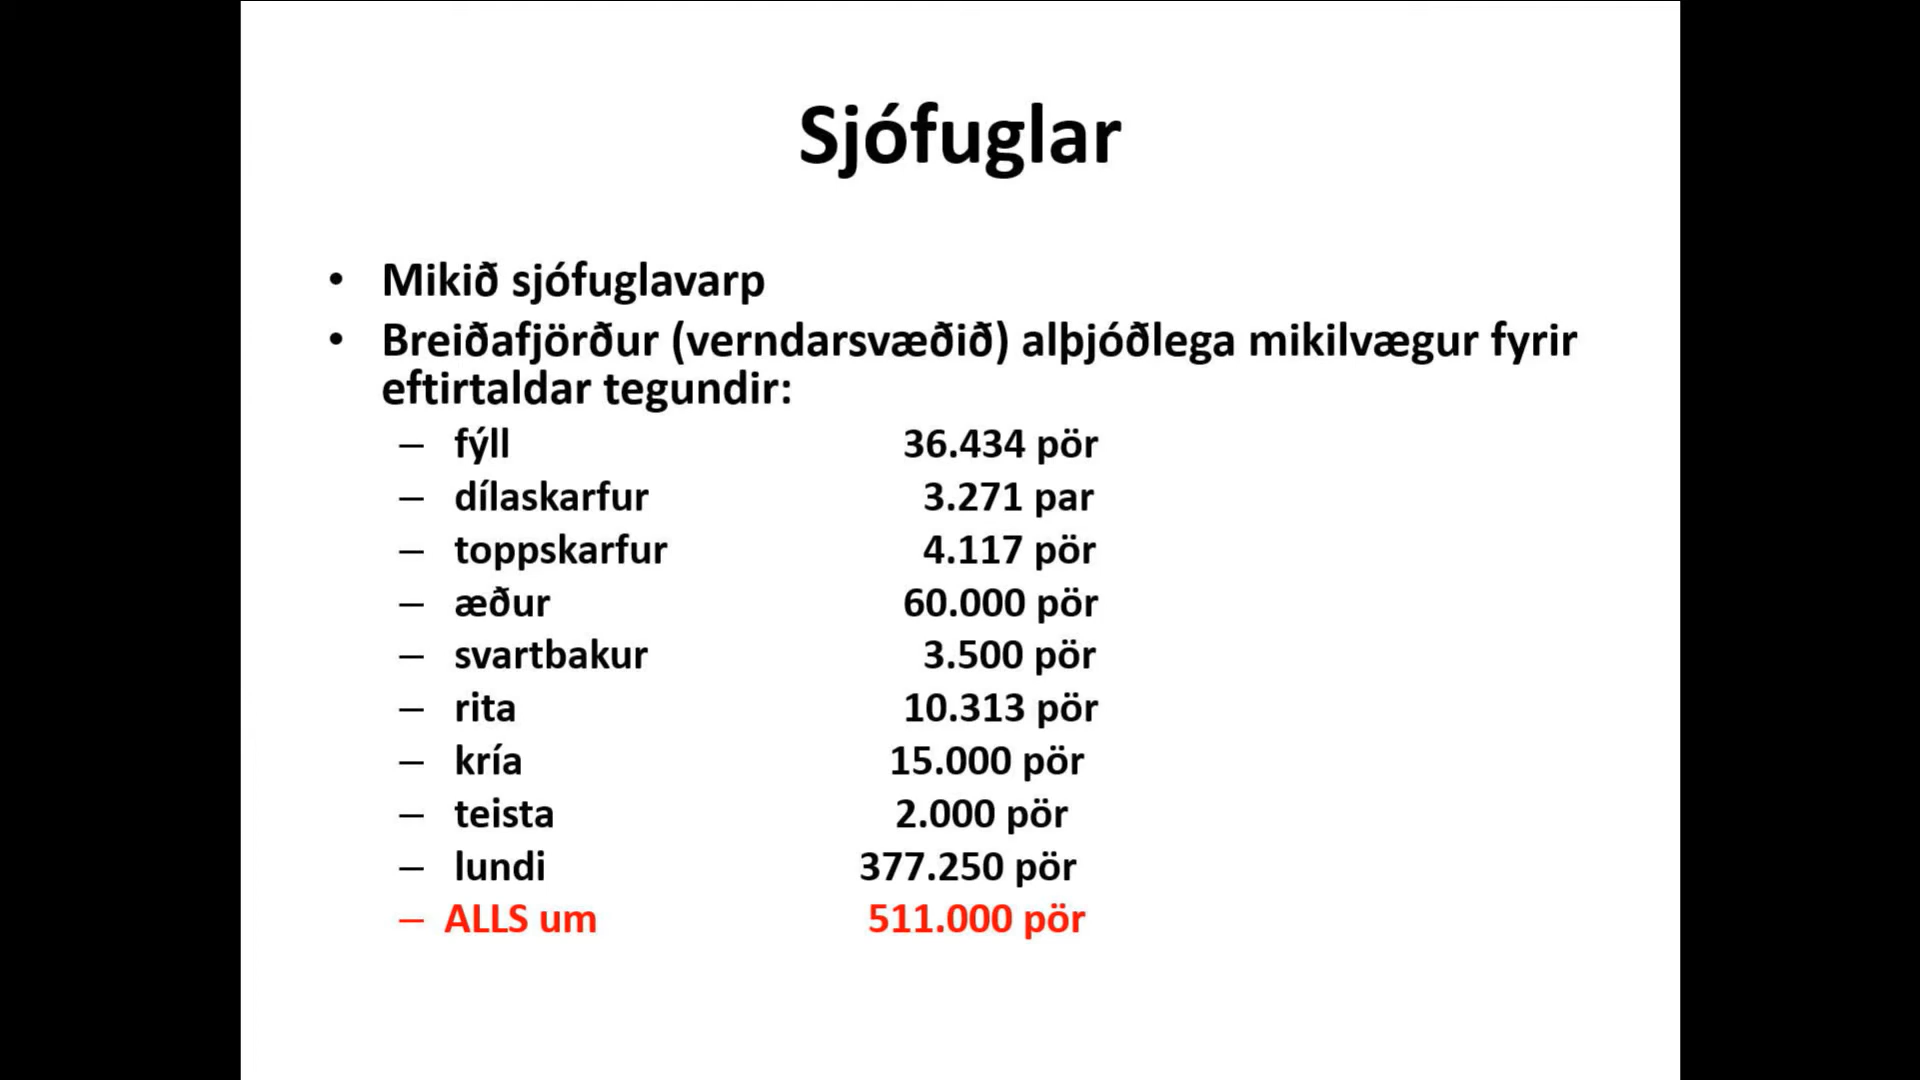 Sjófuglar
• Mikið sjófuglavarp
• Breiðafjörður (verndarsvæðið) alþjóðlega mikilvægur fyrir
eftirtaldar tegundir:
– fýll 36.434 pör
– dílaskarfur 3.271 par
– toppskarfur 4.117 pör
– æður 60.000 pör
– svartbakur 3.500 pör
– rita 10.313 pör
– kría 15.000 pör
– teista 2.000 pör
– lundi 377.250 pör
– ALLS um 511.000 pör